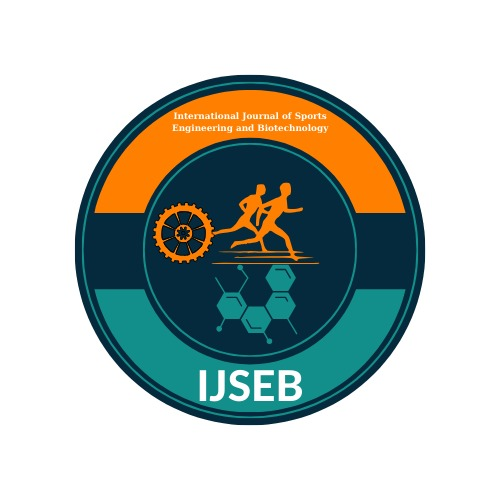 International Journal of Sports
Engineering and Biotechnology
IJSEB